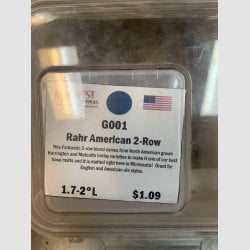 G001
Rahr American 2-Row
This Fantastic 2-row blend comes from North American grown
Harrington and Metcalfe barley varieties to make it one of our best
base malts and it is malted right here in Minnesota! Great for
English and American ale styles.
1.7-2°L
$1.09